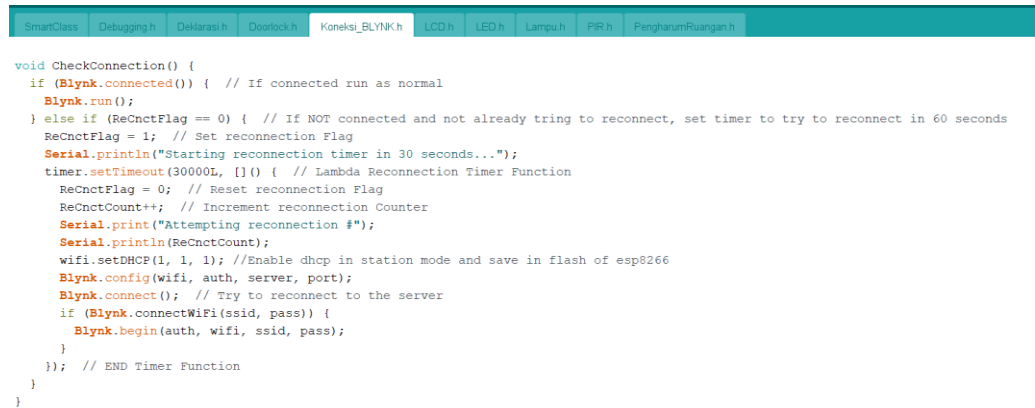 SmartClass Debugging.h Deklarasi.h Doorlock.h Koneksi_BLYNK.h LCD.h LED.h Lampu.h PIR.h PengharumRuangan.h
void CheckConnection() {
  if (Blynk.connected()) {  // If connected run as normal
    Blynk.run();
  } else if (ReCnctFlag == 0) {  // If NOT connected and not already tring to reconnect, set timer to try to reconnect in 60 seconds
    ReCnctFlag = 1;  // Set reconnection Flag
    Serial.println("Starting reconnection timer in 30 seconds...");
    timer.setTimeout(30000L, []() {  // Lambda Reconnection Timer Function
      ReCnctFlag = 0;  // Reset reconnection Flag
      ReCnctCount++;  // Increment reconnection Counter
      Serial.print("Attempting reconnection #");
      Serial.println(ReCnctCount);
      wifi.setDHCP(1, 1, 1); //Enable dhcp in station mode and save in flash of esp8266
      Blynk.config(wifi, auth, server, port);
      Blynk.connect();  // Try to reconnect to the server
      if (Blynk.connectWiFi(ssid, pass)) {
        Blynk.begin(auth, wifi, ssid, pass);
      }
    });  // END Timer Function
  }
}